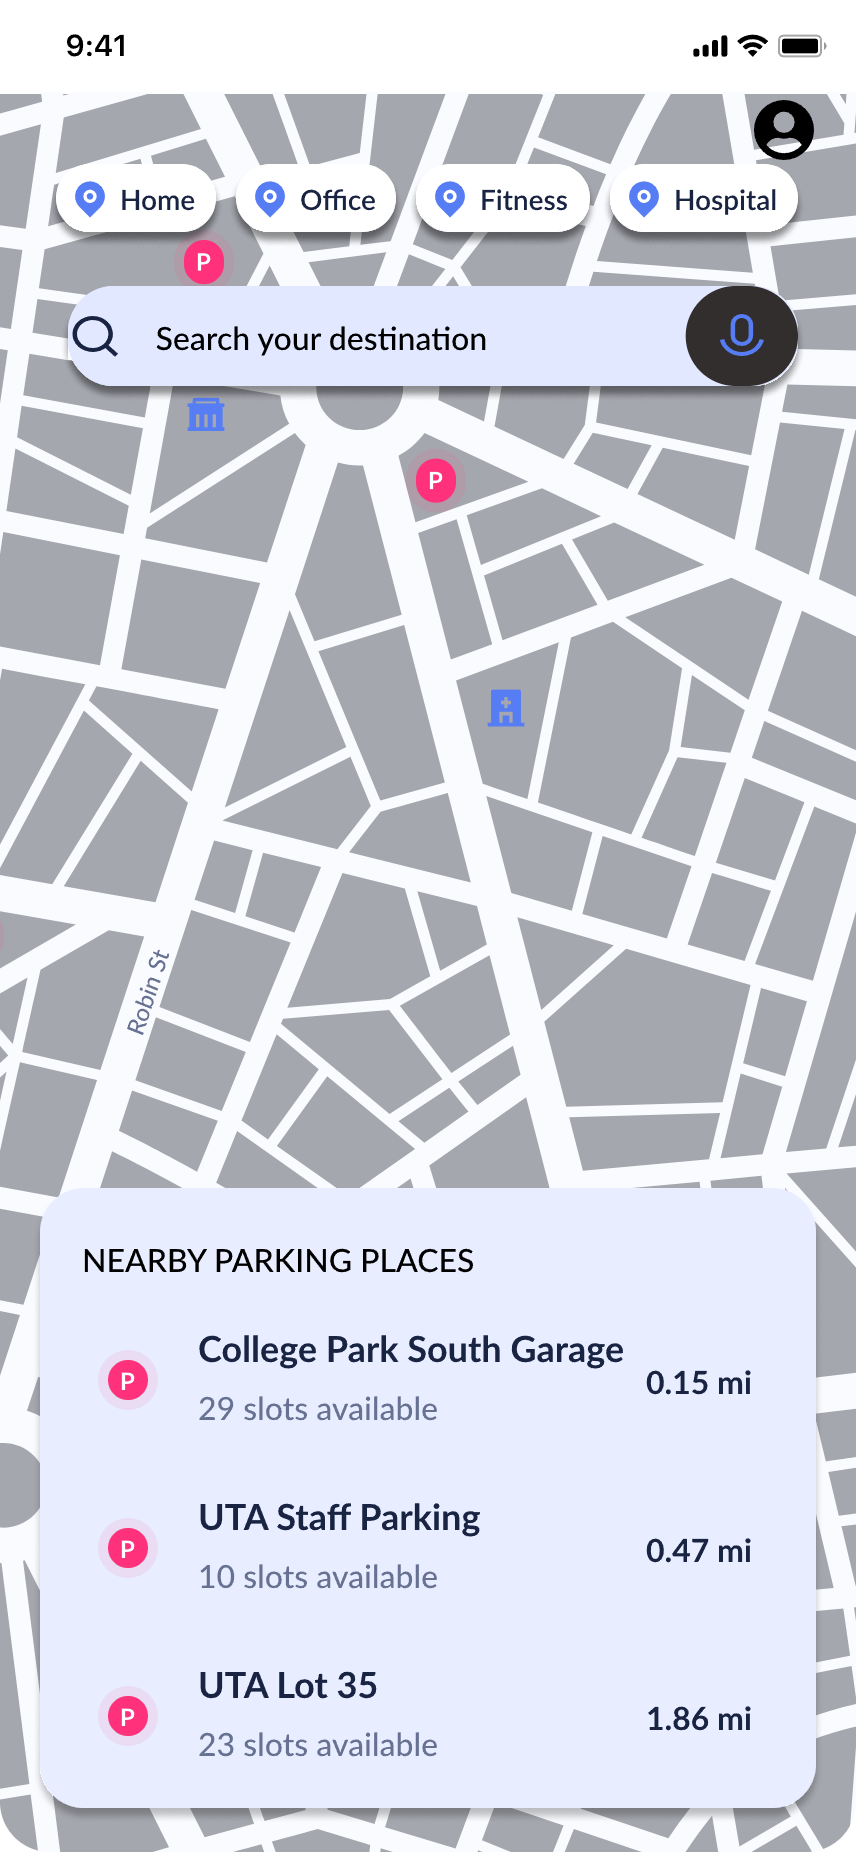 9:41
Home
Office
Fitness
Hospital
P
Search your destination
P
Robin St
NEARBY PARKING PLACES
College Park South Garage
P
0.15 mi
29 slots available
UTA Staff Parking
P
0.47 mi
10 slots available
UTA Lot 35
P
1.86 mi
23 slots available